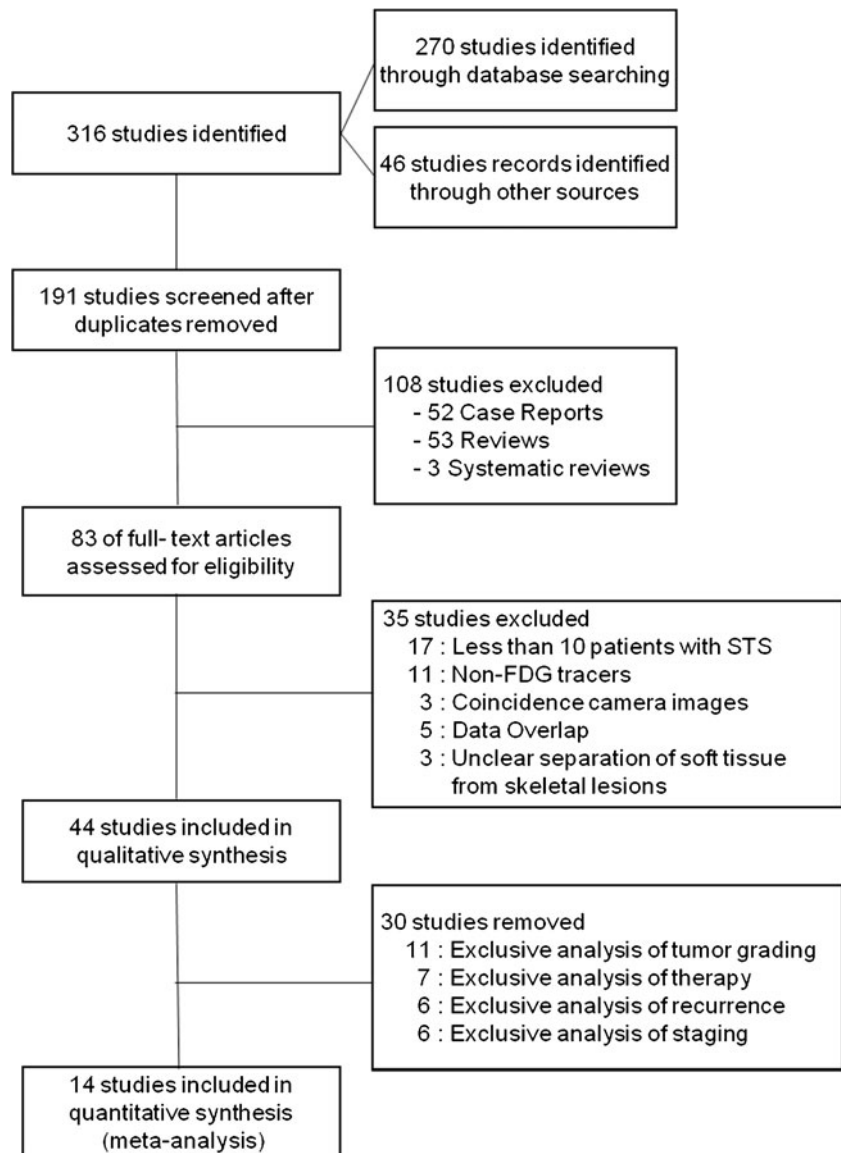 270 studies identified
through database searching
316 studies identified
46 studies records identified
through other sources
191 studies screened after
duplicates removed
108 studies excluded
- 52 Case Reports
- 53 Reviews
- 3 Systematic reviews
83 of full- text articles
assessed for eligibility
35 studies excluded
17 : Less than 10 patients with STS
11 : Non-FDG tracers
3 : Coincidence camera images
5 : Data Overlap
3 : Unclear separation of soft tissue
from skeletal lesions
44 studies included in
qualitative synthesis
30 studies removed
11 : Exclusive analysis of tumor grading
7 : Exclusive analysis of therapy
6 : Exclusive analysis of recurrence
6 : Exclusive analysis of staging
14 studies included in
quantitative synthesis
(meta-analysis)